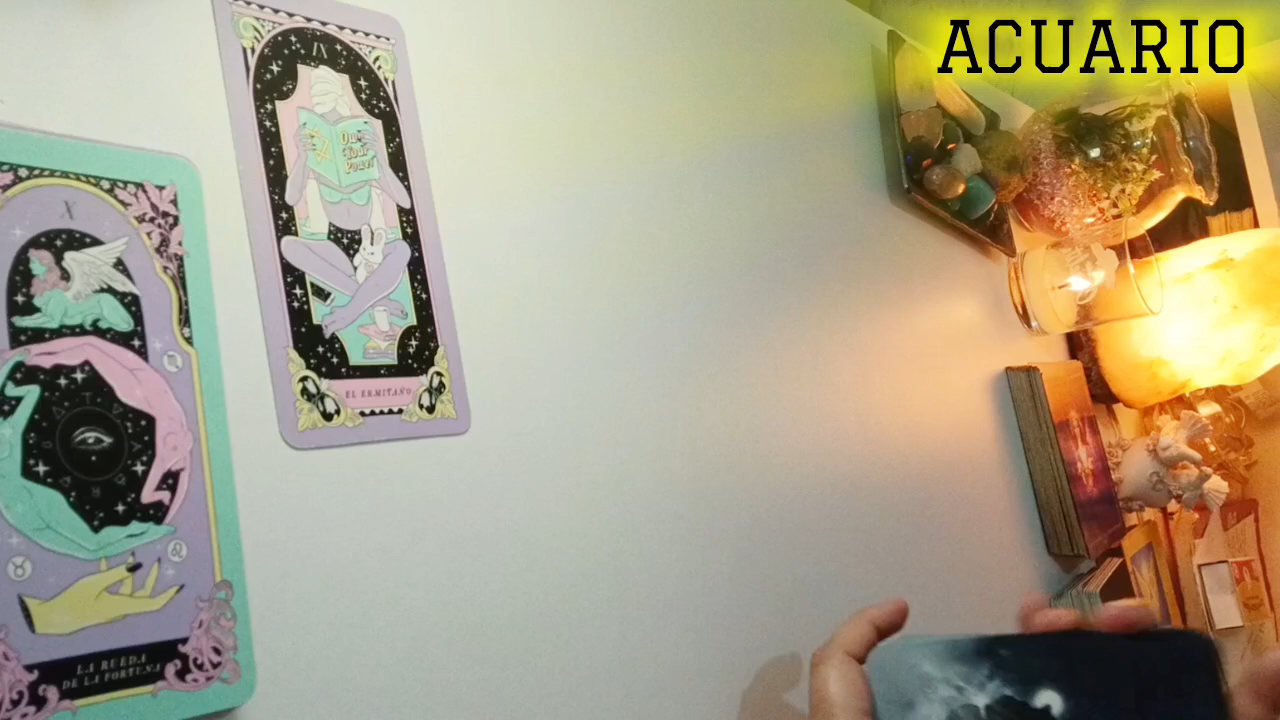 ACUARIO
IX
Own
Your
Power
EL ERMITAÑO
X
LA RUEDA
DE LA FORTUNA